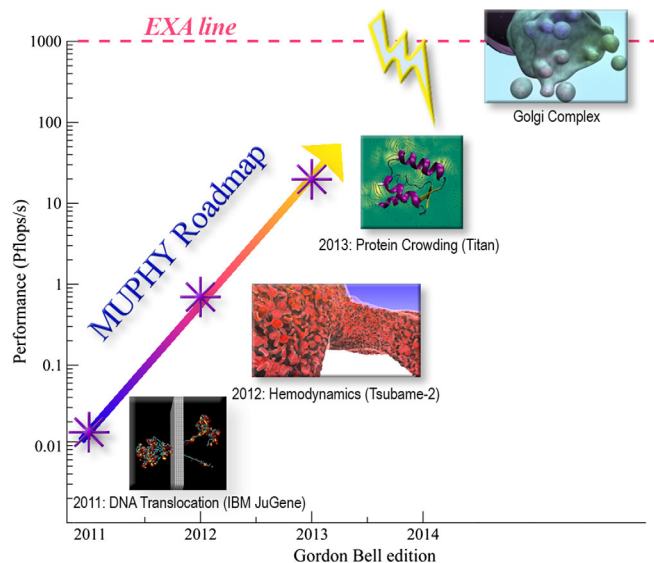 EXA line
1000
Golgi Complex
100
MUPHY Roadmap
10
2013: Protein Crowding (Titan)
Performance (Pflops/s)
1
0.1
2012: Hemodynamics (Tsubame-2)
0.01
2011: DNA Translocation (IBM JuGene)
2011 2012 2013 2014
Gordon Bell edition